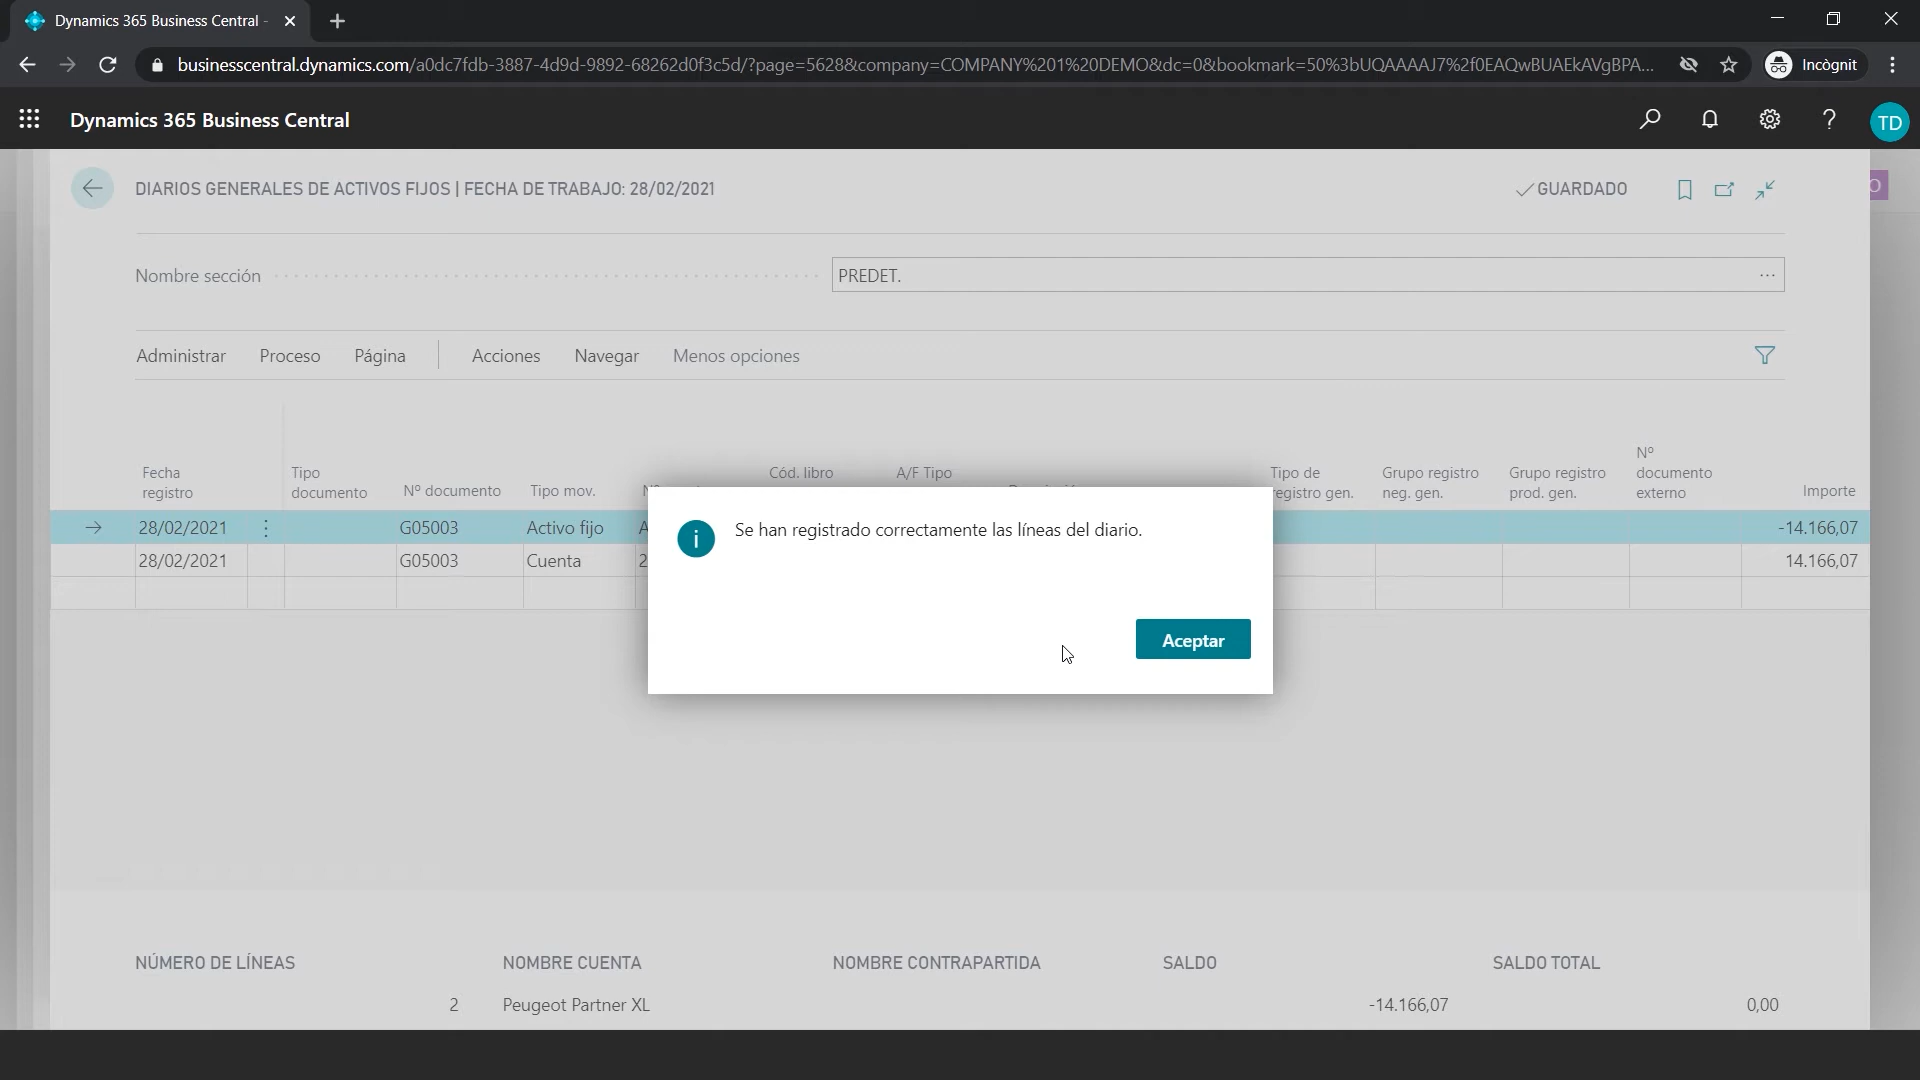 Dynamics 365 Business Central -
businesscentral.dynamics.com/a0dc7fdb-3887-4d9d-9892-68262d0f3c5d/?page=5628&company=COMPANY%201%20DEMO&dc=0&bookmark=50%3bUQAAAAJ7%2f0EAQwBUAEkAVgBPA...
Incògnit
Dynamics 365 Business Central
TD
DIARIOS GENERALES DE ACTIVOS FIJOS | FECHA DE TRABAJO: 28/02/2021
GUARDADO
Nombre sección
PREDET.
Administrar Proceso Página Acciones Navegar Menos opciones
Fecha registro Tipo documento Nº documento Tipo mov. Cód. libro A/F Tipo Tipo de registro gen. Grupo registro neg. gen. Grupo registro prod. gen. Nº documento externo Importe
28/02/2021 G05003 Activo fijo A -14.166,07
28/02/2021 G05003 Cuenta 2 14.166,07
Se han registrado correctamente las líneas del diario.
Aceptar
NÚMERO DE LÍNEAS NOMBRE CUENTA NOMBRE CONTRAPARTIDA SALDO SALDO TOTAL
2 Peugeot Partner XL -14.166,07 0,00